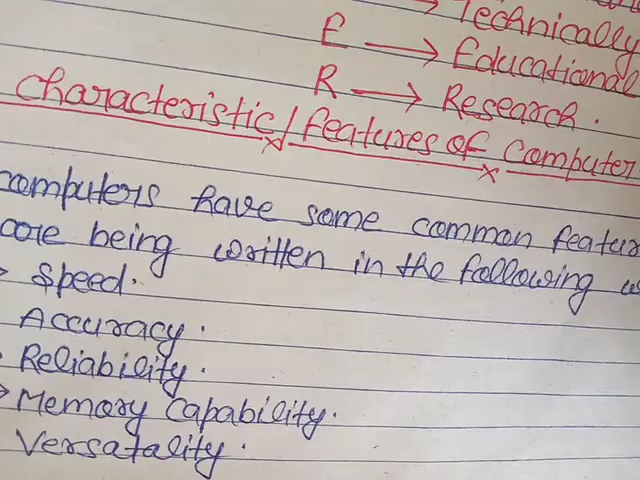 → Technically
E → Educational
R → Research.
Characteristic/features of Computer
computers have some common featur
are being written in the following w
> Speed.
Accuracy.
Reliability.
> Memory Capability.
Versatality.